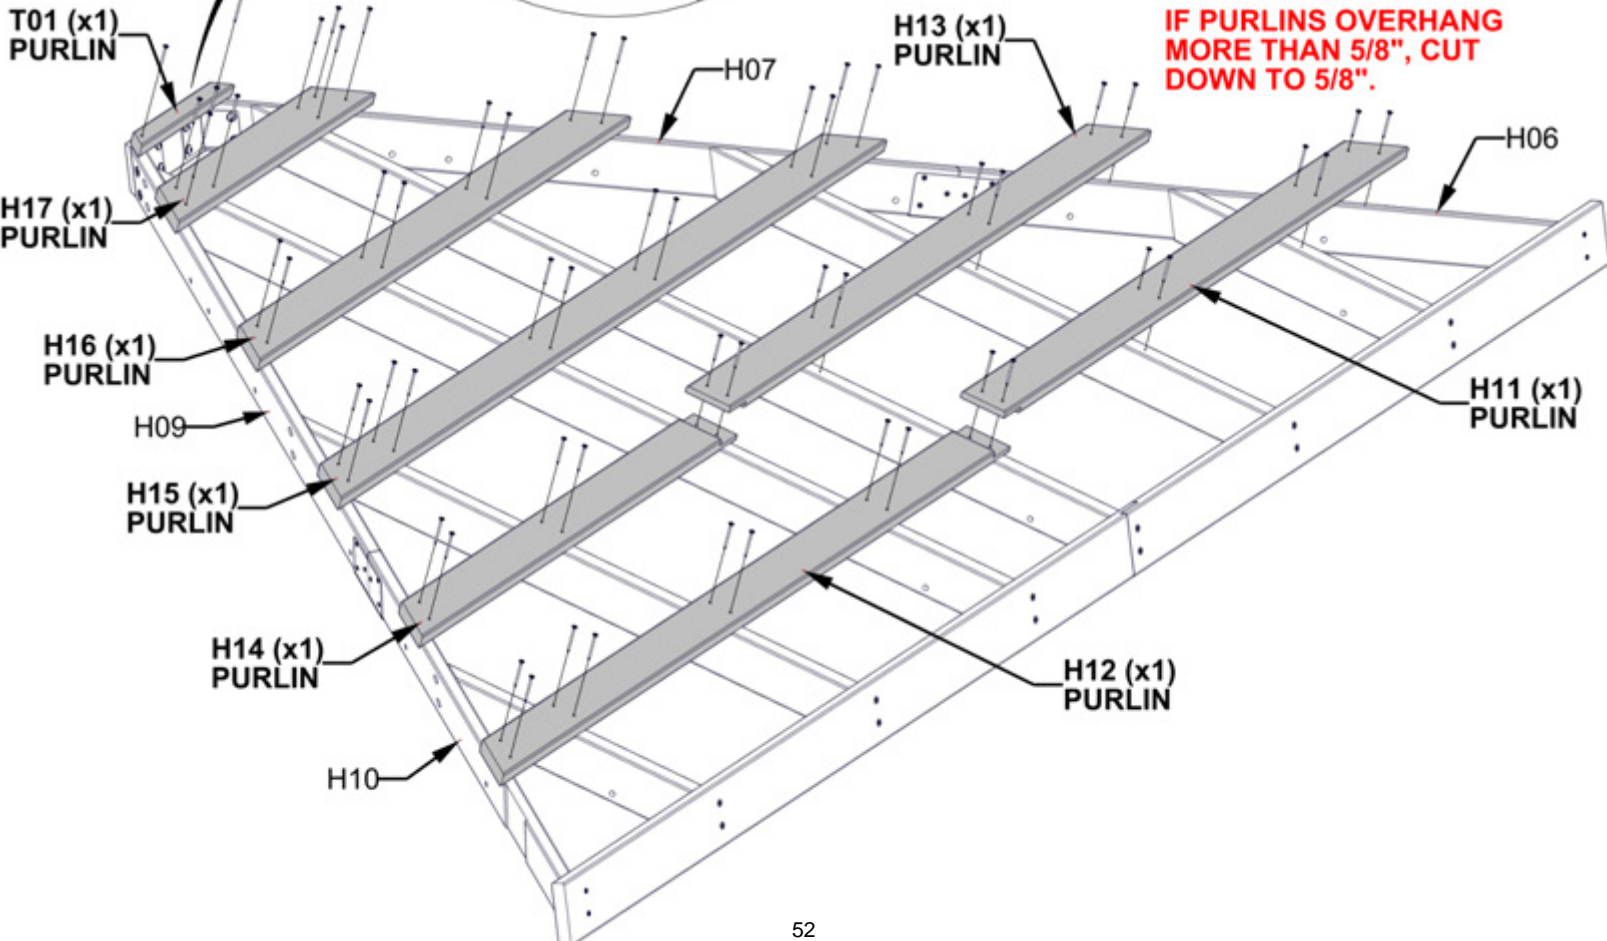 T01 (x1)
PURLIN
H13 (x1)
PURLIN
IF PURLINS OVERHANG
MORE THAN 5/8", CUT
DOWN TO 5/8".
H07
H06
H17 (x1)
PURLIN
H16 (x1)
PURLIN
H09
H11 (x1)
PURLIN
H15 (x1)
PURLIN
H14 (x1)
PURLIN
H12 (x1)
PURLIN
H10
52